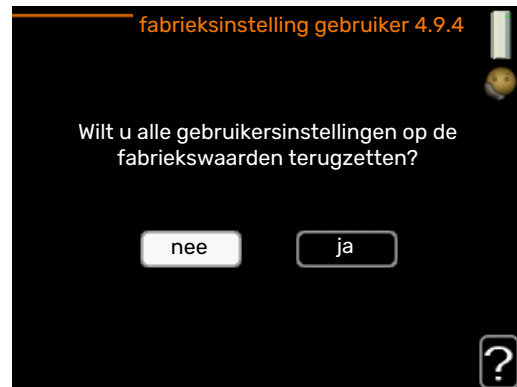 fabrieksinstelling gebruiker 4.9.4
Wilt u alle gebruikersinstellingen op de
fabriekswaarden terugzetten?
nee ja
?